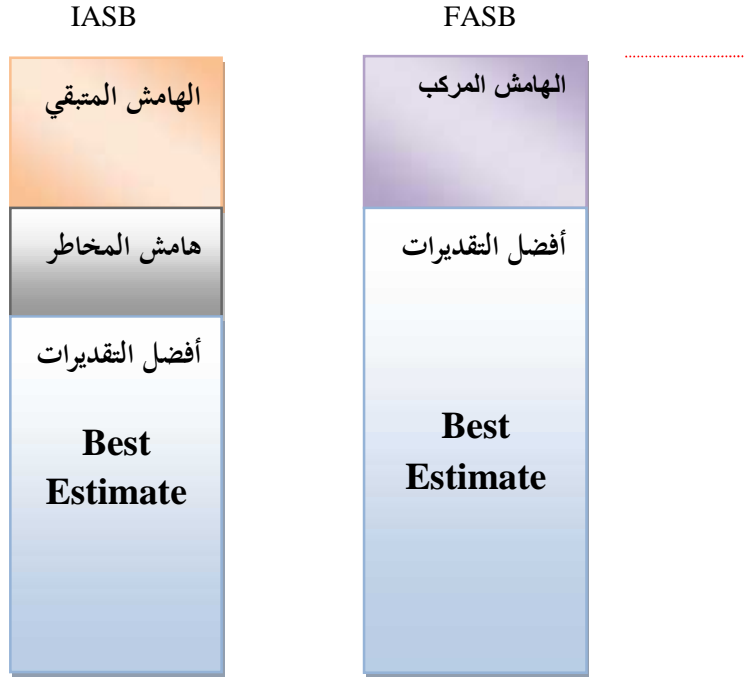 IASB
FASB
الهامش المتبقي
هامش المخاطر
أفضل التقديرات
Best
Estimate
الهامش المركب
أفضل التقديرات
Best
Estimate